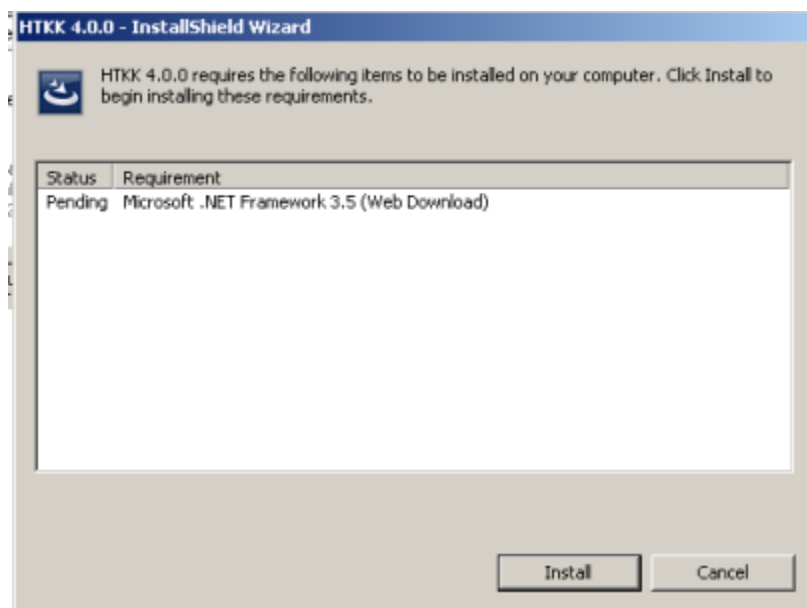 HTKK 4.0.0 - InstallShield Wizard
HTKK 4.0.0 requires the following items to be installed on your computer. Click Install to
begin installing these requirements.
Status Requirement
Pending Microsoft .NET Framework 3.5 (Web Download)
Install Cancel